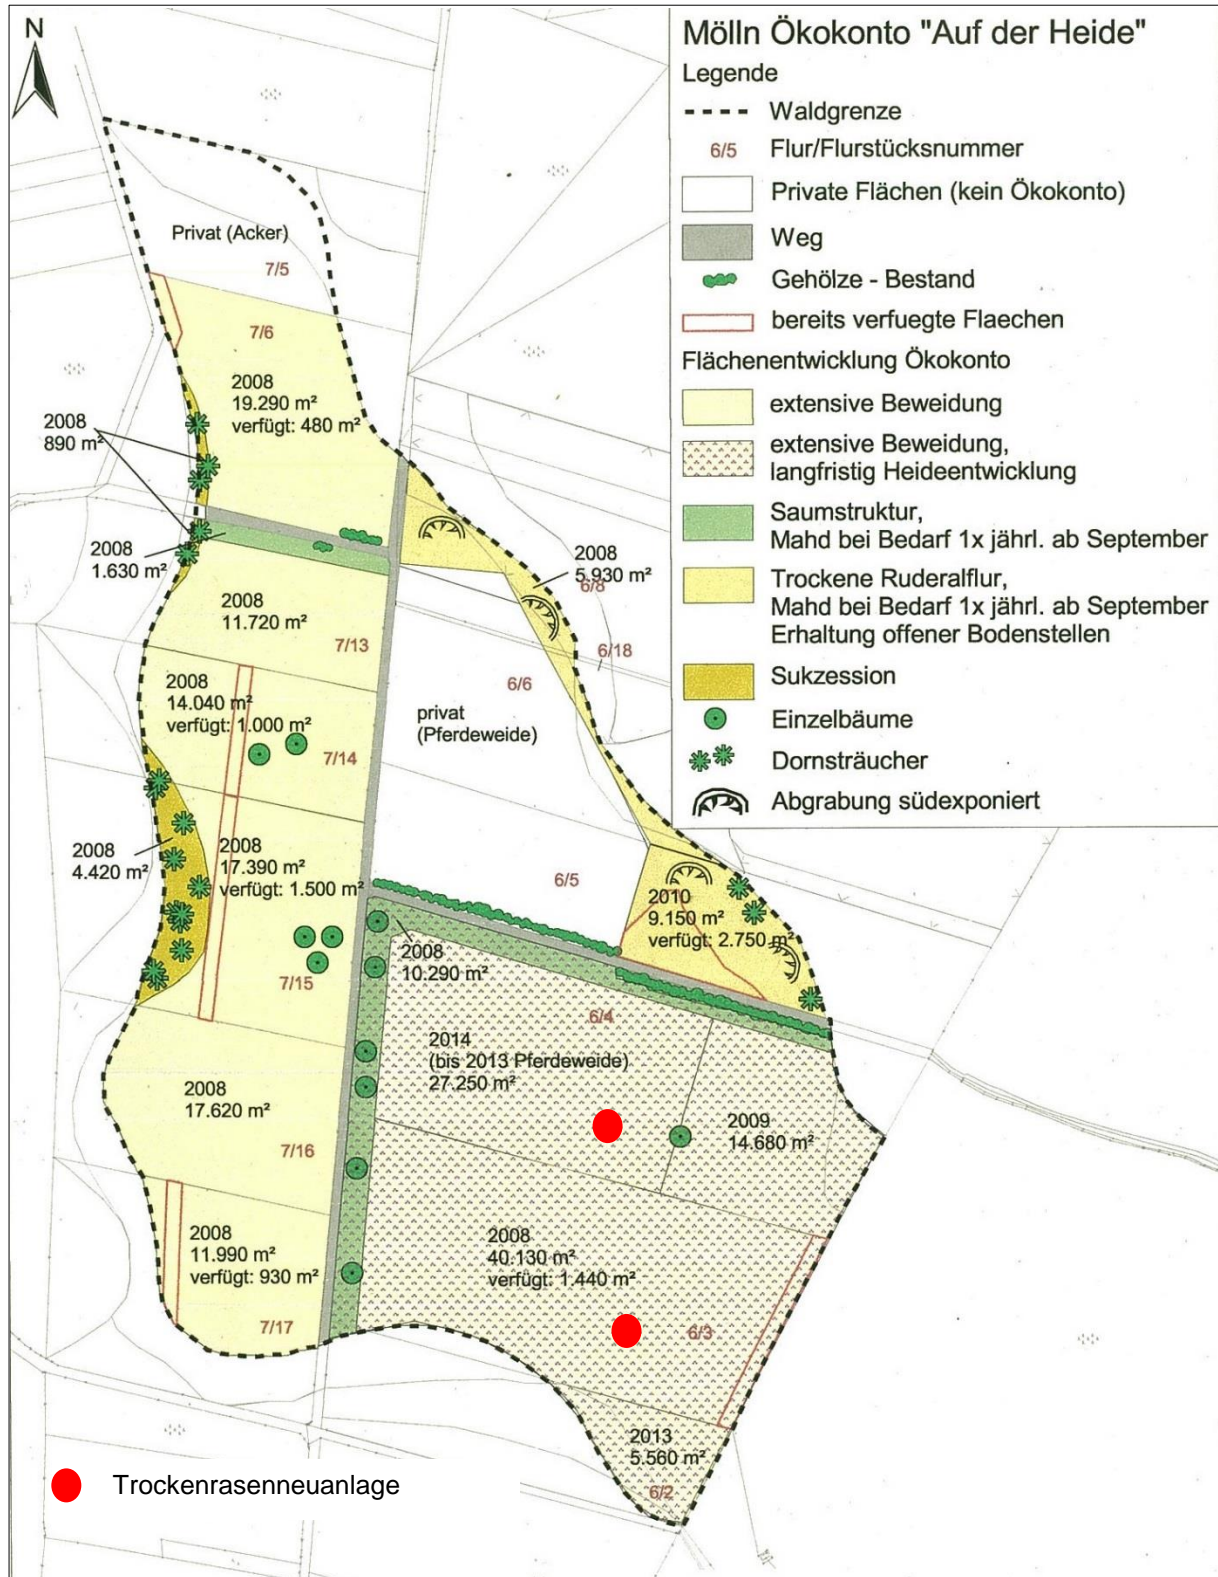 N
Mölln Ökokonto "Auf der Heide"
Legende
Waldgrenze
6/5 Flur/Flurstücksnummer
Private Flächen (kein Ökokonto)
Weg
Gehölze - Bestand
bereits verfuegte Flaechen
Flächenentwicklung Ökokonto
extensive Beweidung
extensive Beweidung,
langfristig Heideentwicklung
Saumstruktur,
Mahd bei Bedarf 1x jährl. ab September
Trockene Ruderalflur,
Mahd bei Bedarf 1x jährl. ab September
Erhaltung offener Bodenstellen
Sukzession
Einzelbäume
Dornsträucher
Abgrabung südexponiert
Privat (Acker)
7/5
7/6
2008
19.290 m²
verfügt: 480 m²
2008
890 m²
2008
1.630 m²
2008
5.930 m²
6/8
2008
11.720 m²
7/13
6/18
6/6
2008
14.040 m²
verfügt: 1.000 m²
7/14
privat
(Pferdeweide)
2008
4.420 m²
2008
17.390 m²
verfügt: 1.500 m²
7/15
6/5
2010
9.150 m²
verfügt: 2.750 m²
2008
10.290 m²
6/4
2014
(bis 2013 Pferdeweide)
27.250 m²
2008
17.620 m²
7/16
2009
14.680 m²
2008
11.990 m²
verfügt: 930 m²
7/17
2008
40.130 m²
verfügt: 1.440 m²
6/3
2013
5.560 m²
6/2
Trockenrasenneuanlage